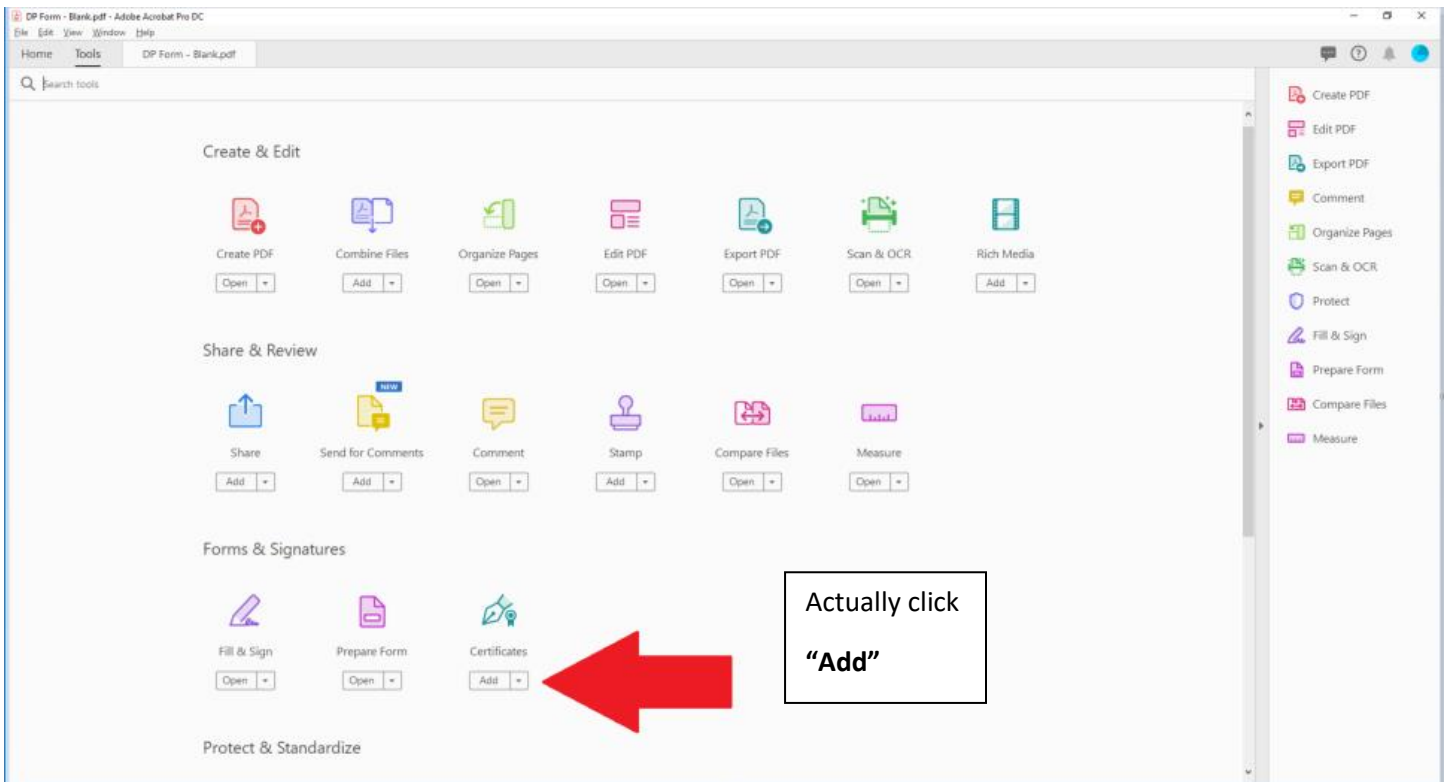 DP Form - Blank.pdf - Adobe Acrobat Pro DC
File Edit View Window Help
Home Tools DP Form - Blank.pdf
Search tools
Create & Edit
Create PDF Combine Files Organize Pages Edit PDF Export PDF Scan & OCR Rich Media
Open Add Open Open Open Open Add
Share & Review
NEW
Share Send for Comments Comment Stamp Compare Files Measure
Add Add Open Add Open Open
Forms & Signatures
Fill & Sign Prepare Form Certificates
Open Open Add
Actually click
“Add”
Protect & Standardize
Create PDF
Edit PDF
Export PDF
Comment
Organize Pages
Scan & OCR
Protect
Fill & Sign
Prepare Form
Compare Files
Measure